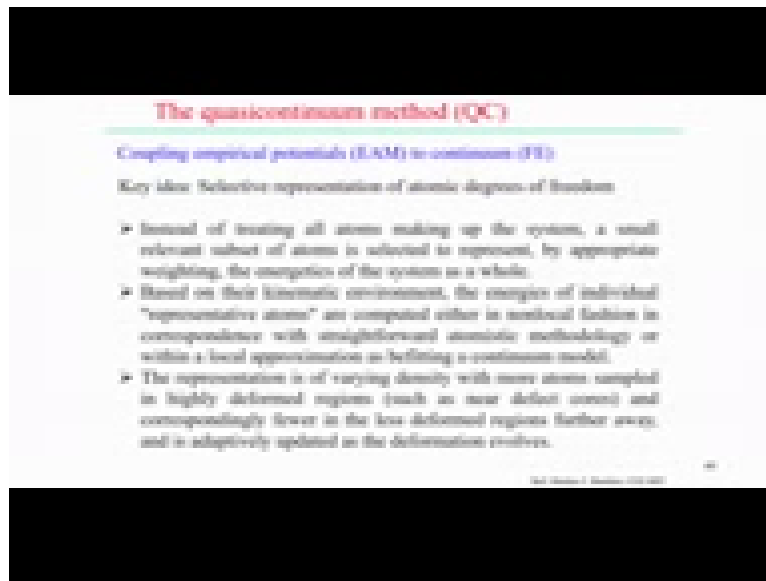 The quasicontinuum method (QC)
Coupling empirical potentials (EAM) to continuum (FE)
Key idea: Selective representation of atomic degrees of freedom
➤ Instead of treating all atoms making up the system, a small
relevant subset of atoms is selected to represent, by appropriate
weighting, the energetics of the system as a whole.
➤ Based on their kinematic environment, the energies of individual
"representative atoms" are computed either in nonlocal fashion in
correspondence with straightforward atomistic methodology or
within a local approximation as befitting a continuum model.
➤ The representation is of varying density with more atoms sampled
in highly deformed regions (such as near defect cores) and
correspondingly fewer in the less deformed regions further away,
and is adaptively updated as the deformation evolves.